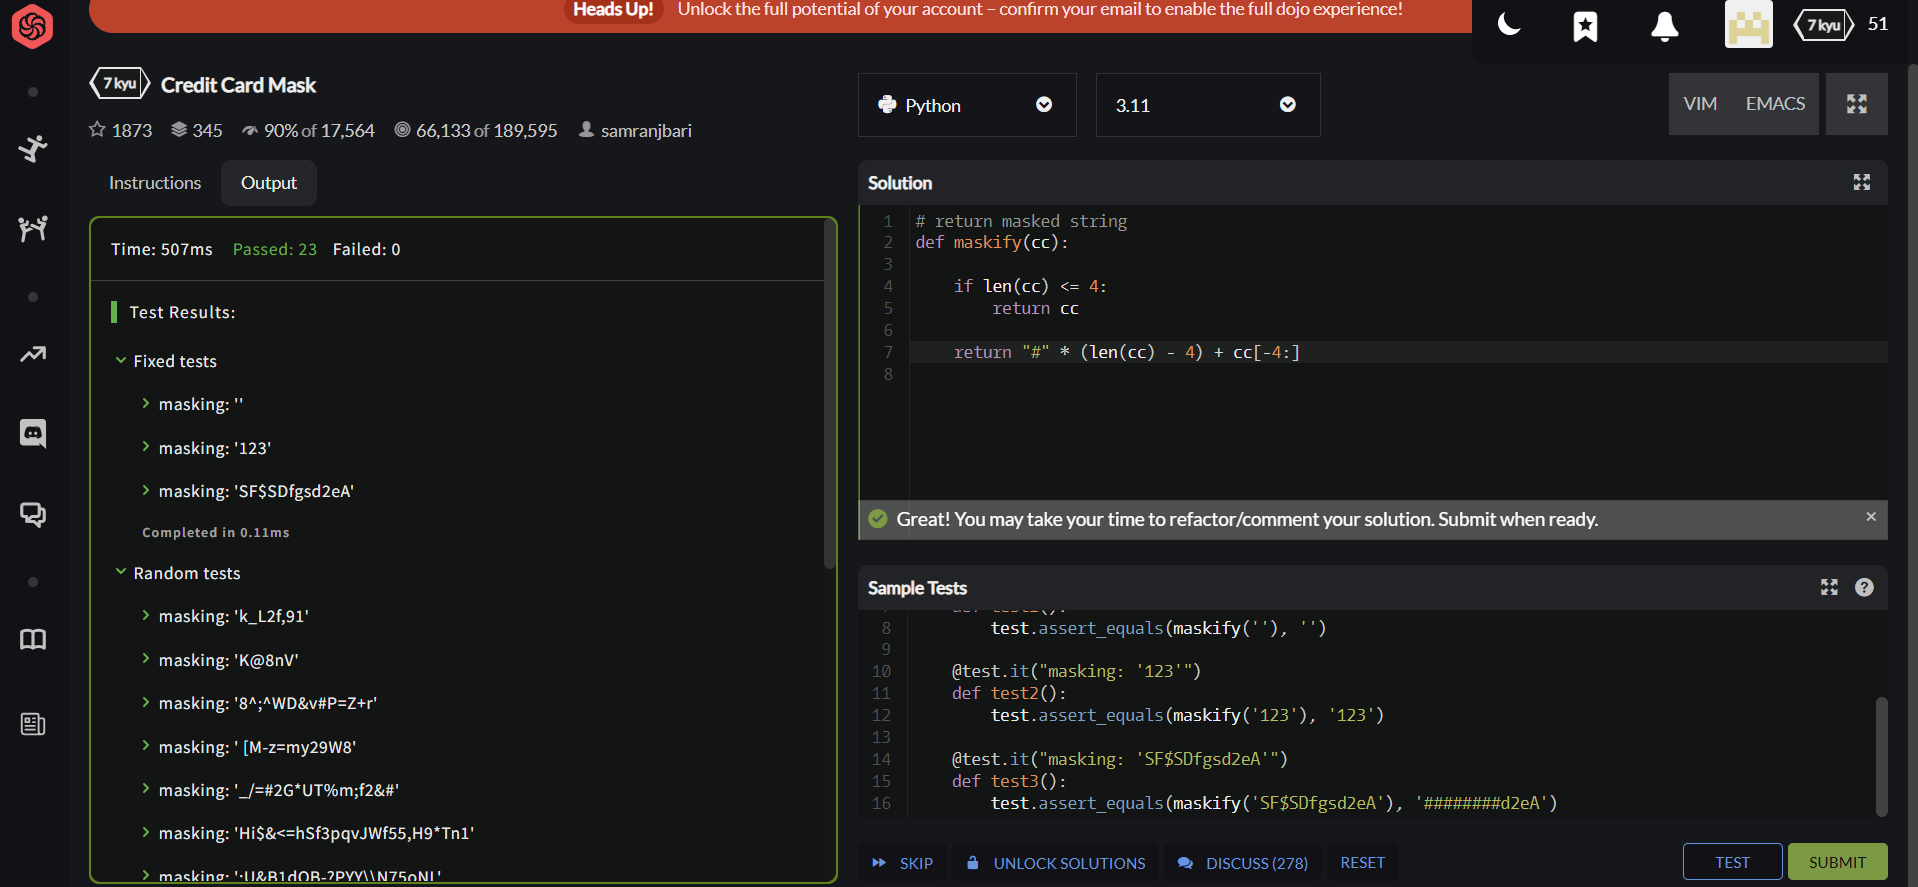 Heads Up! Unlock the full potential of your account – confirm your email to enable the full dojo experience!
7 kyu 51
7 kyu Credit Card Mask
1873 345 90% of 17,564 66,133 of 189,595 samranjbari
Instructions Output
Time: 507ms Passed: 23 Failed: 0
Test Results:
Fixed tests
masking: ''
masking: '123'
masking: 'SF$SDfgsd2eA'
Completed in 0.11ms
Random tests
masking: 'k_L2f,91'
masking: 'K@8nV'
masking: '8^;^WD&v#P=Z+r'
masking: ' [M-z=my29W8'
masking: '_/=#2G*UT%m;f2&#'
masking: 'Hi$&<=hSf3pqvJWf55,H9*Tn1'
masking:
Python 3.11 VIM EMACS
Solution
1 # return masked string
2 def maskify(cc):
3
4 if len(cc) <= 4:
5 return cc
6
7 return "#" * (len(cc) - 4) + cc[-4:]
8
Great! You may take your time to refactor/comment your solution. Submit when ready. ×
Sample Tests ?
8 test.assert_equals(maskify(''), '')
9
10 @test.it("masking: '123'")
11 def test2():
12 test.assert_equals(maskify('123'), '123')
13
14 @test.it("masking: 'SF$SDfgsd2eA'")
15 def test3():
16 test.assert_equals(maskify('SF$SDfgsd2eA'), '########d2eA')
SKIP UNLOCK SOLUTIONS DISCUSS (278) RESET TEST SUBMIT